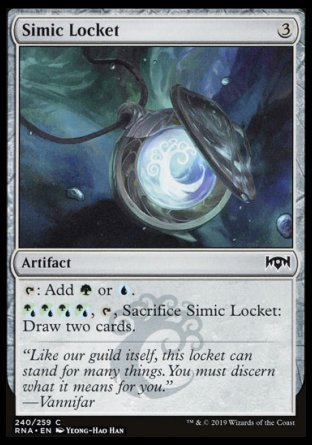 Simic Locket 3
Artifact
: Add or .
, , Sacrifice Simic Locket:
Draw two cards.
"Like our guild itself, this locket can
stand for many things. You must discern
what it means for you."
—Vannifar
240/259 C
RNA • EN Yeong-Hao Han
™ & © 2019 Wizards of the Coast